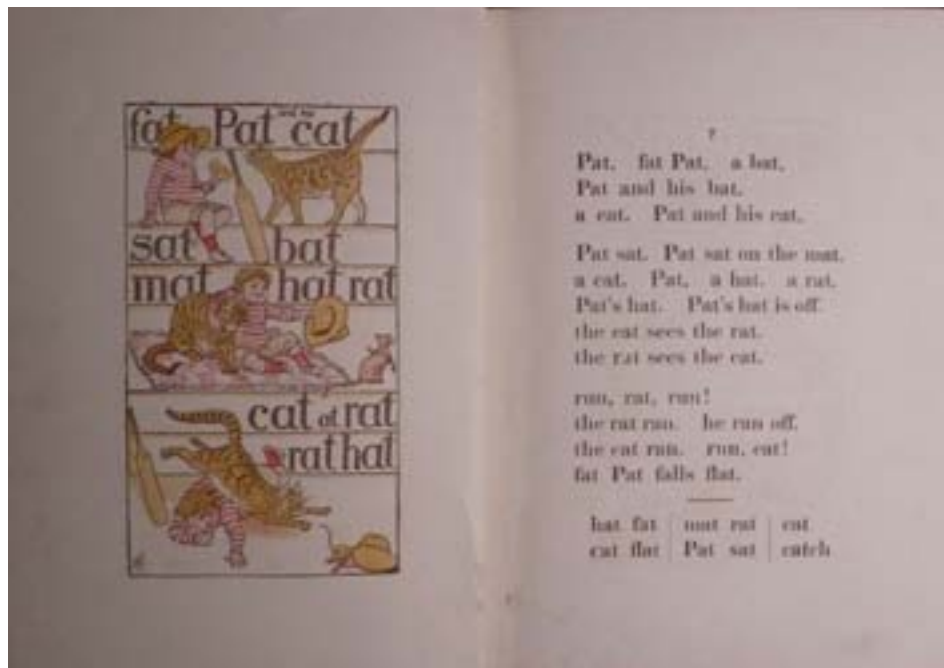 fat Pat and his cat
sat bat
mat hat rat
cat at rat
rat hat
7
Pat. fat Pat. a bat.
Pat and his bat.
a cat. Pat and his cat.
Pat sat. Pat sat on the mat.
a cat. Pat. a hat. a rat.
Pat's hat. Pat's hat is off.
the cat sees the rat.
the rat sees the cat.
run, rat, run!
the rat ran. he ran off.
the cat ran. run, cat!
fat Pat falls flat.
hat fat | mat rat | cat
cat flat | Pat sat | catch